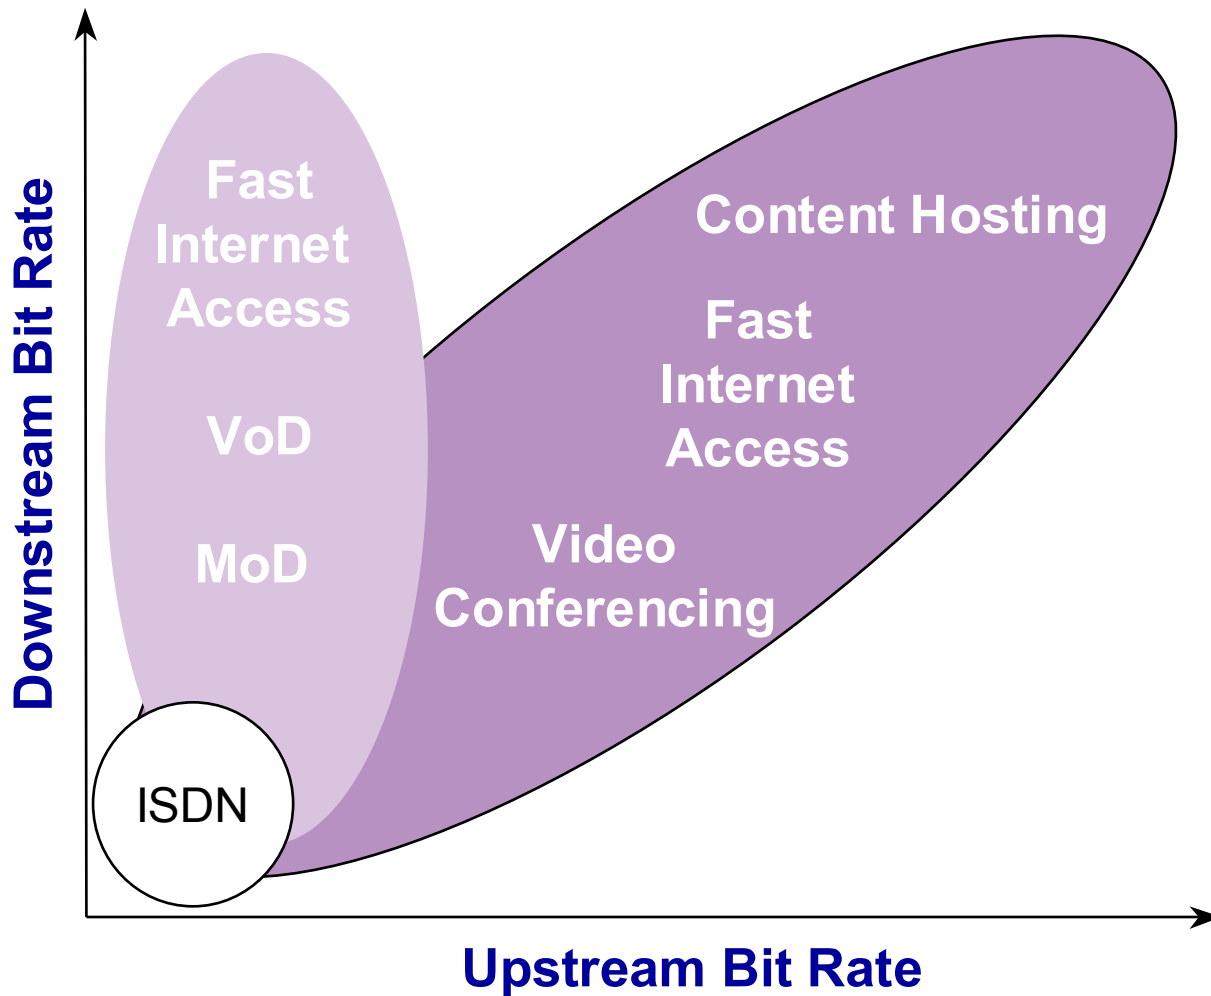 Downstream Bit Rate
Fast
Internet
Access
VoD
MoD
Content Hosting
Fast
Internet
Access
Video
Conferencing
ISDN
Upstream Bit Rate